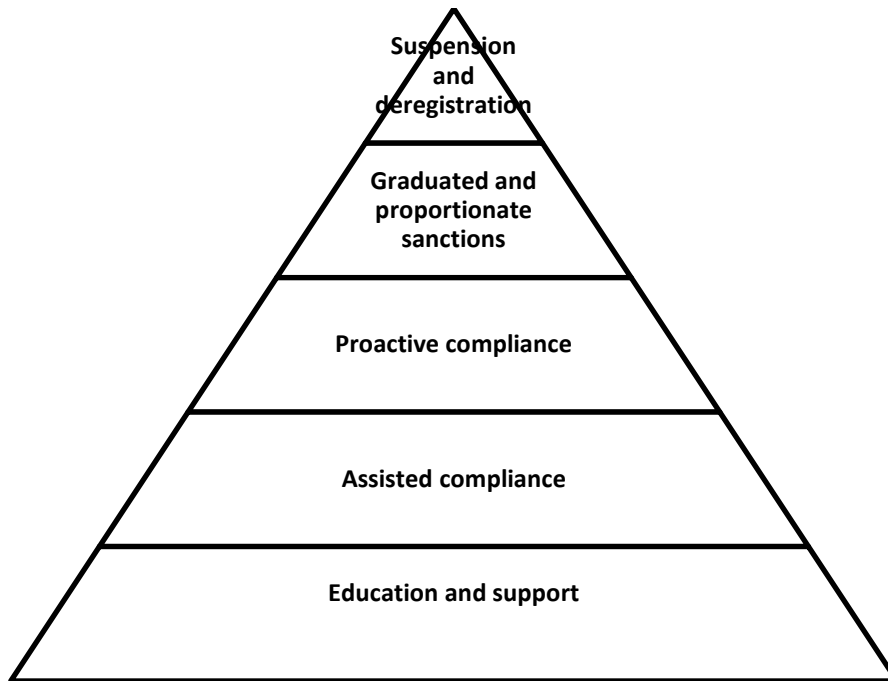 Suspension
and
deregistration
Graduated and
proportionate
sanctions
Proactive compliance
Assisted compliance
Education and support